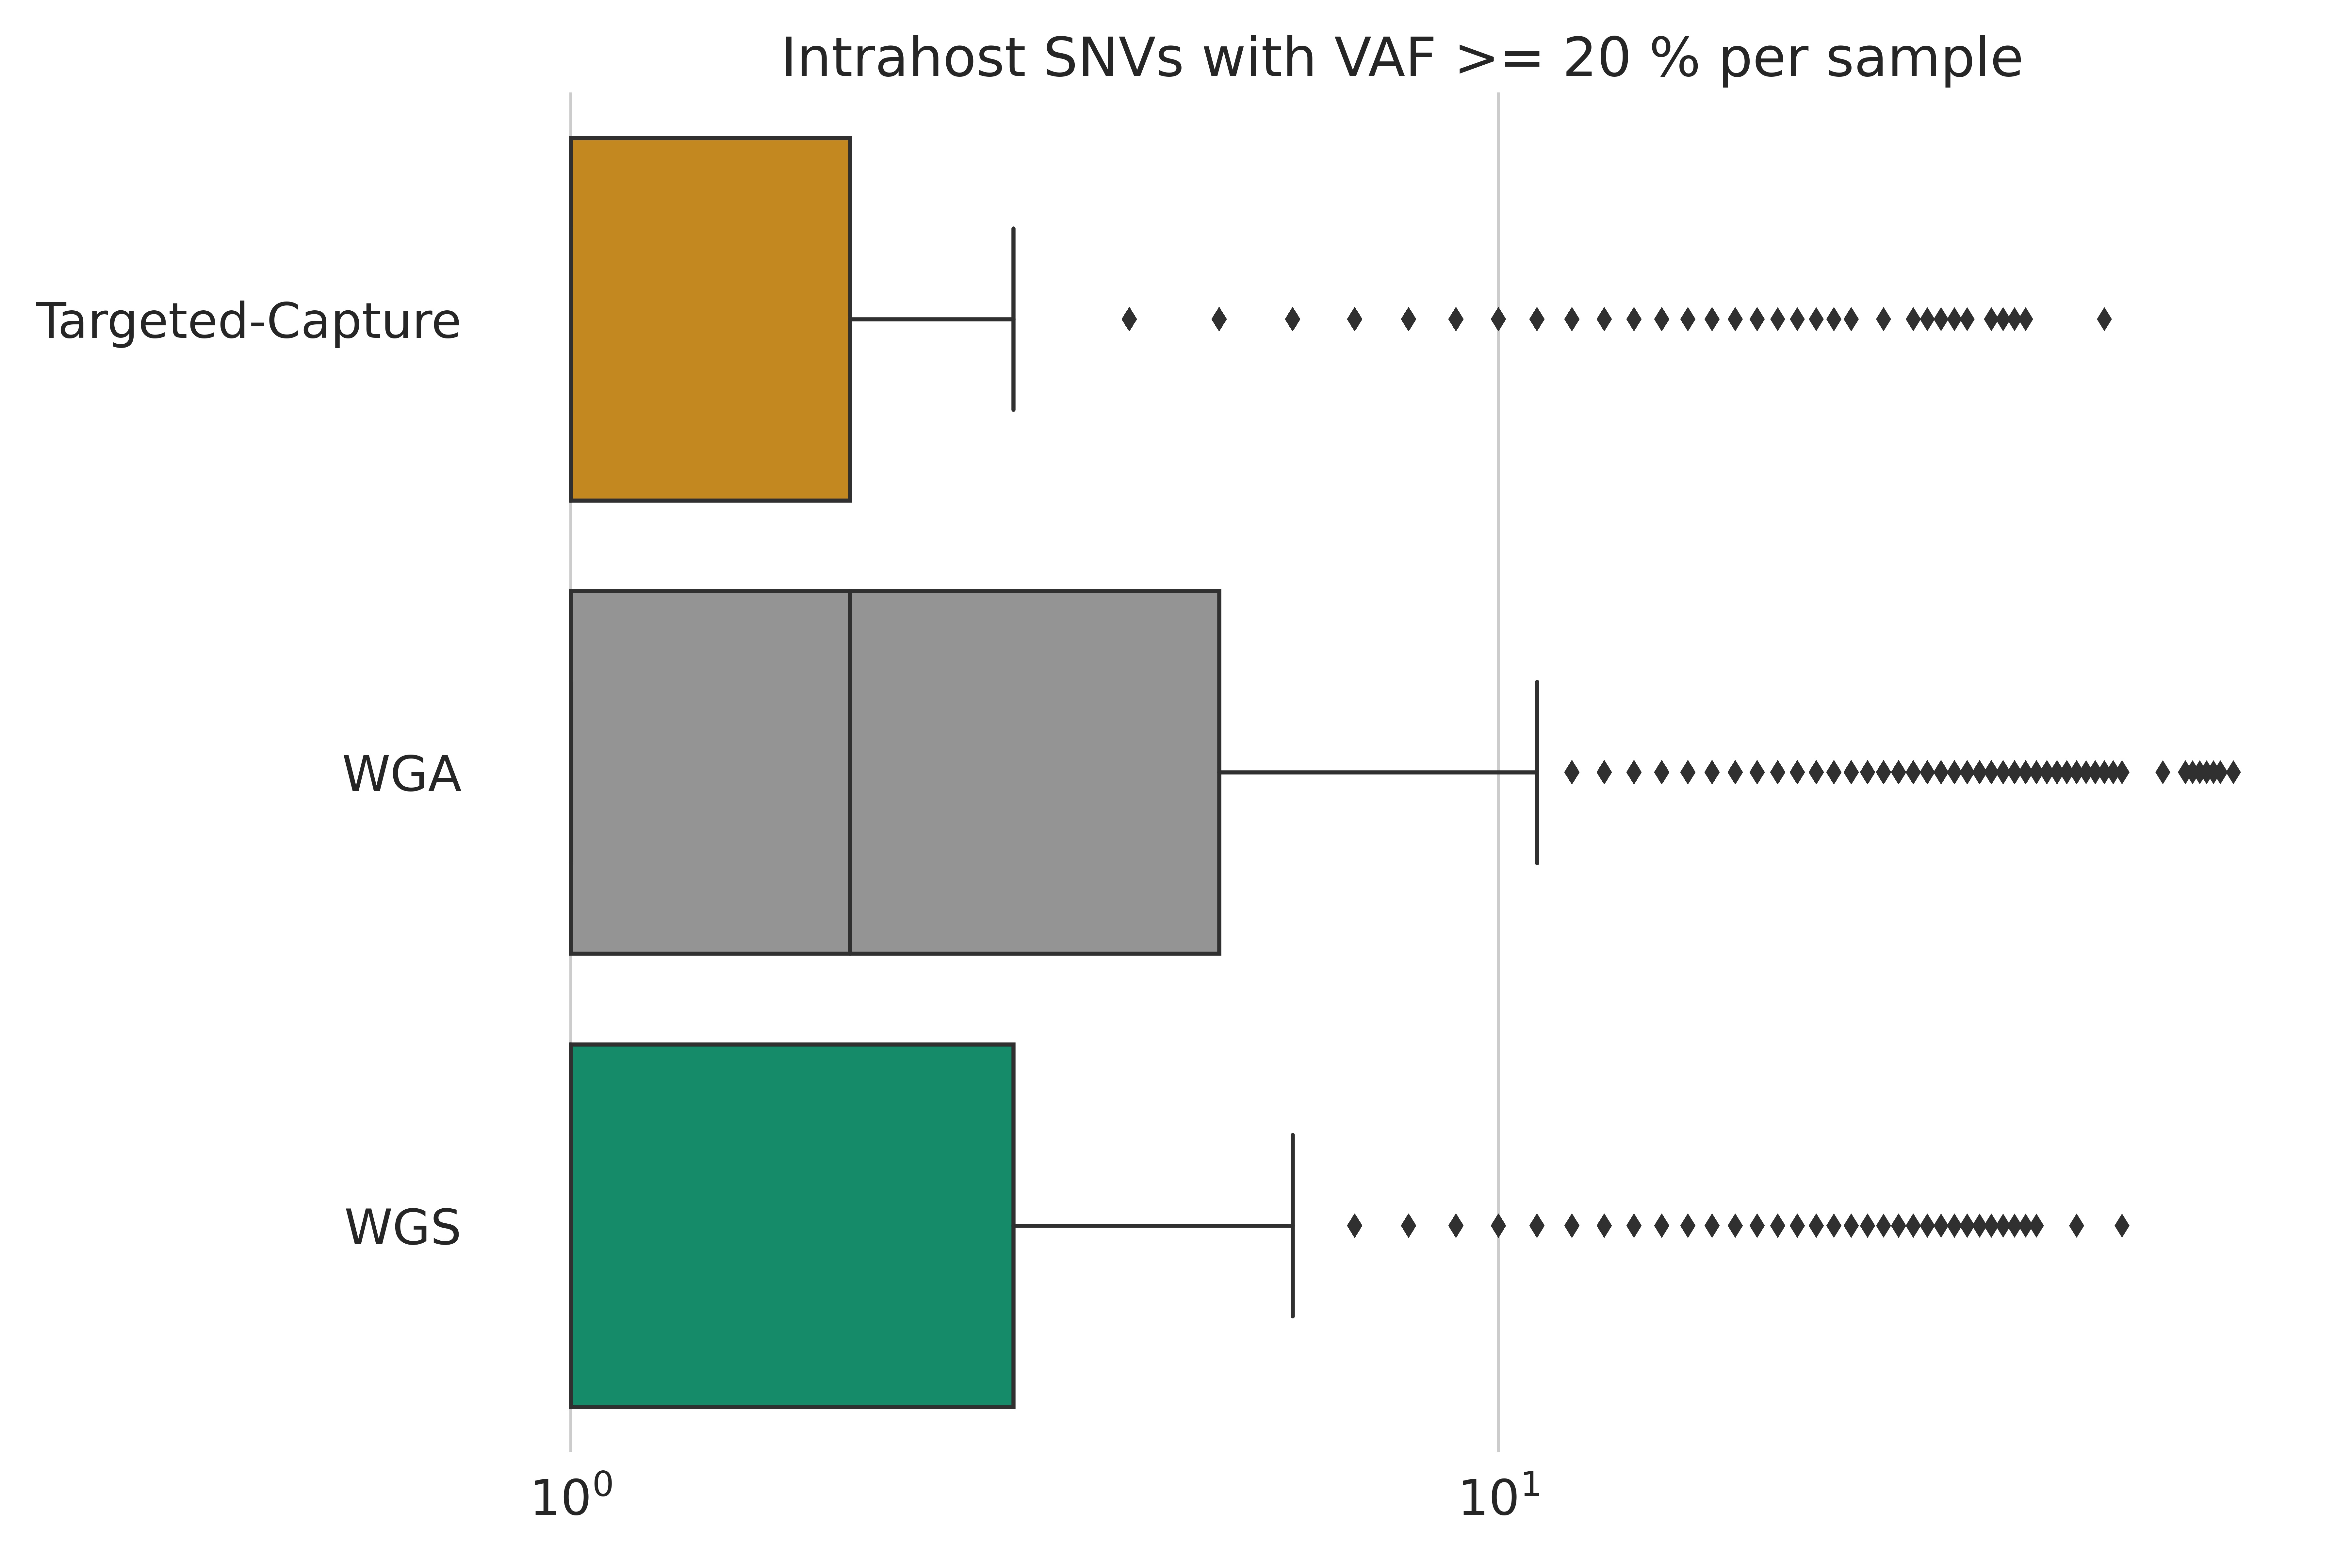 Intrahost SNVs with VAF >= 20 % per sample
Targeted-Capture
WGA
WGS
10⁰ 10¹